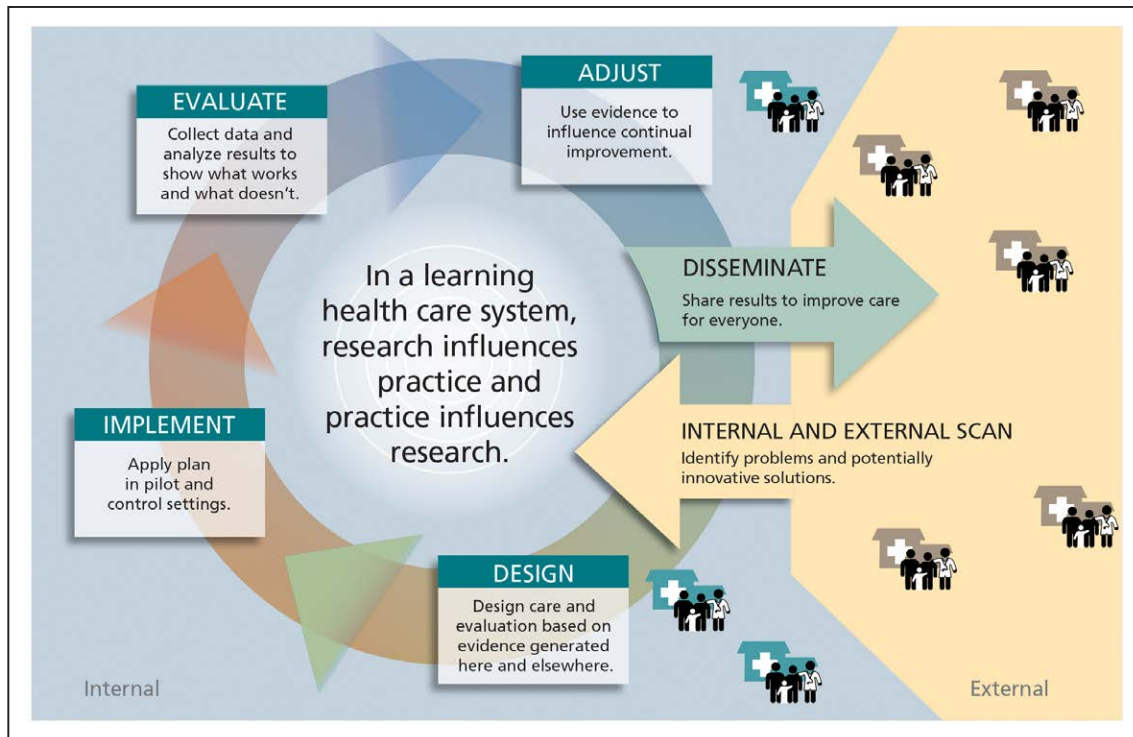 EVALUATE
Collect data and
analyze results to
show what works
and what doesn't.
ADJUST
Use evidence to
influence continual
improvement.
In a learning
health care system,
research influences
practice and
practice influences
research.
DISSEMINATE
Share results to improve care
for everyone.
INTERNAL AND EXTERNAL SCAN
Identify problems and potentially
innovative solutions.
IMPLEMENT
Apply plan
in pilot and
control settings.
DESIGN
Design care and
evaluation based on
evidence generated
here and elsewhere.
Internal
External